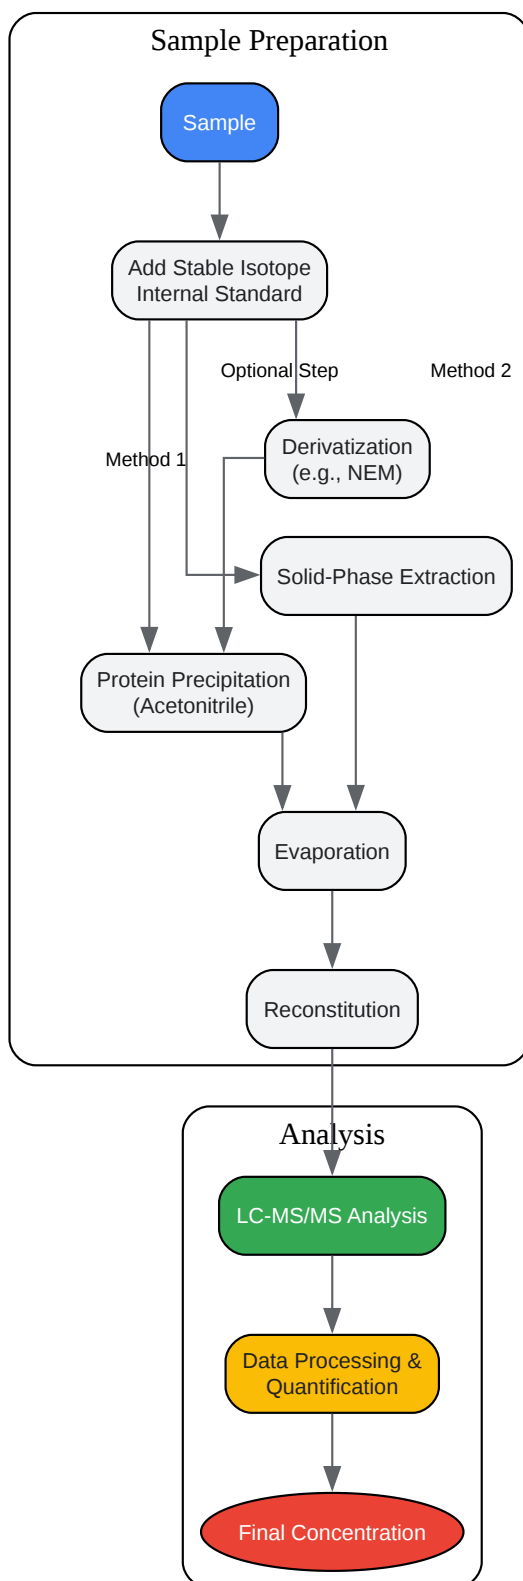 Sample Preparation
Sample
Add Stable Isotope
Internal Standard
Optional Step
Method 2
Method 1
Derivatization
(e.g., NEM)
Solid-Phase Extraction
Protein Precipitation
(Acetonitrile)
Evaporation
Reconstitution
Analysis
LC-MS/MS Analysis
Data Processing &
Quantification
Final Concentration